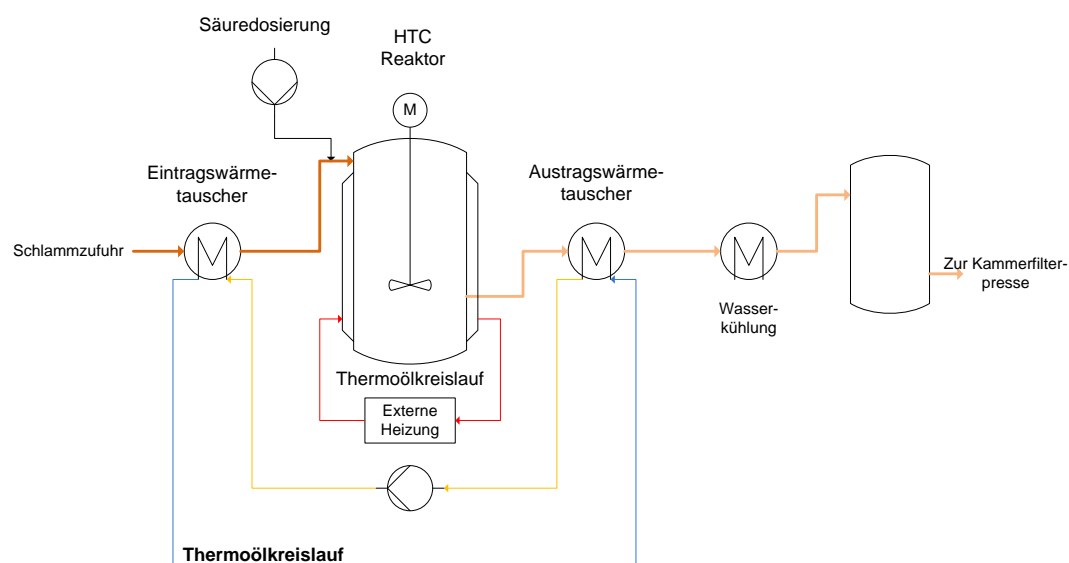 Säuredosierung
HTC
Reaktor
M
Eintragswärme-
tauscher
Austragswärme-
tauscher
Schlammzufuhr
Zur Kammerfilter-
presse
Wasser-
kühlung
Thermoölkreislauf
Externe
Heizung
Thermoölkreislauf